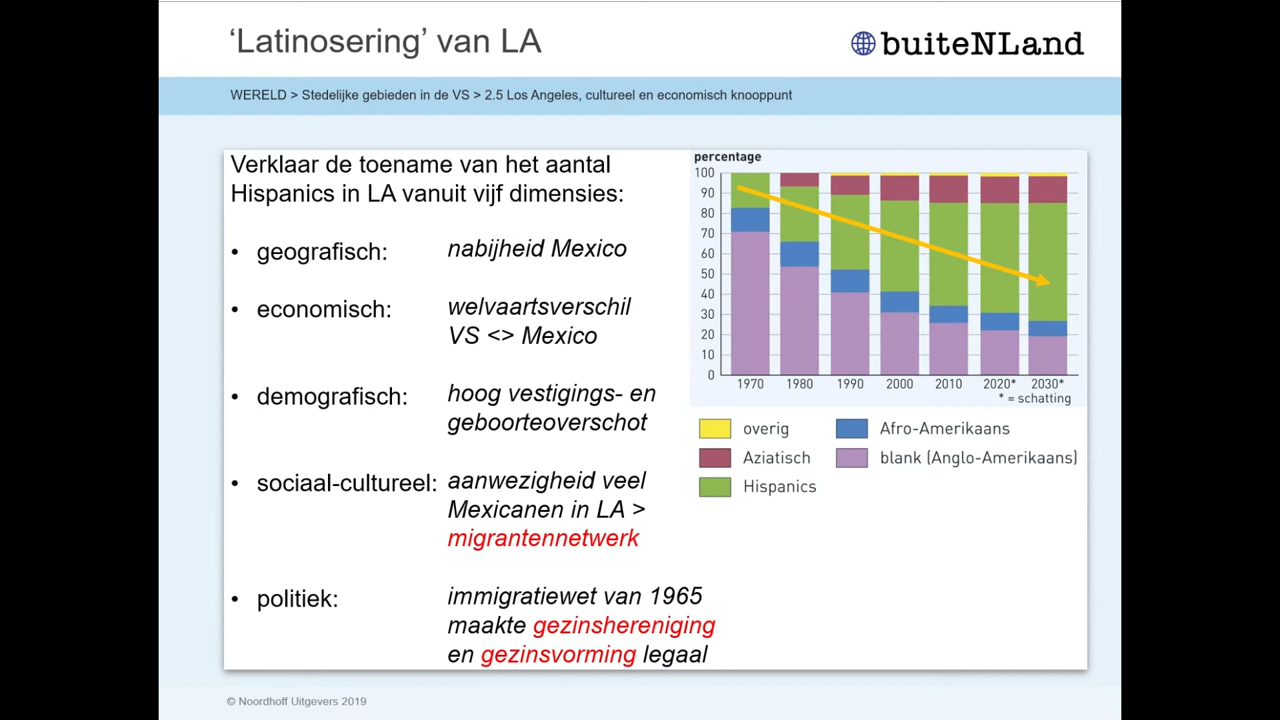 ‘Latinosering’ van LA
buiteNLand
WERELD > Stedelijke gebieden in de VS > 2.5 Los Angeles, cultureel en economisch knooppunt
Verklaar de toename van het aantal
Hispanics in LA vanuit vijf dimensies:
• geografisch: nabijheid Mexico
• economisch: welvaartsverschil
VS <> Mexico
• demografisch: hoog vestigings- en
geboorteoverschot
• sociaal-cultureel: aanwezigheid veel
Mexicanen in LA >
migrantennetwerk
• politiek: immigratiewet van 1965
maakte gezinshereniging
en gezinsvorming legaal
percentage
100
90
80
70
60
50
40
30
20
10
0
1970 1980 1990 2000 2010 2020* 2030*
* = schatting
overig Afro-Amerikaans
Aziatisch blank (Anglo-Amerikaans)
Hispanics
© Noordhoff Uitgevers 2019